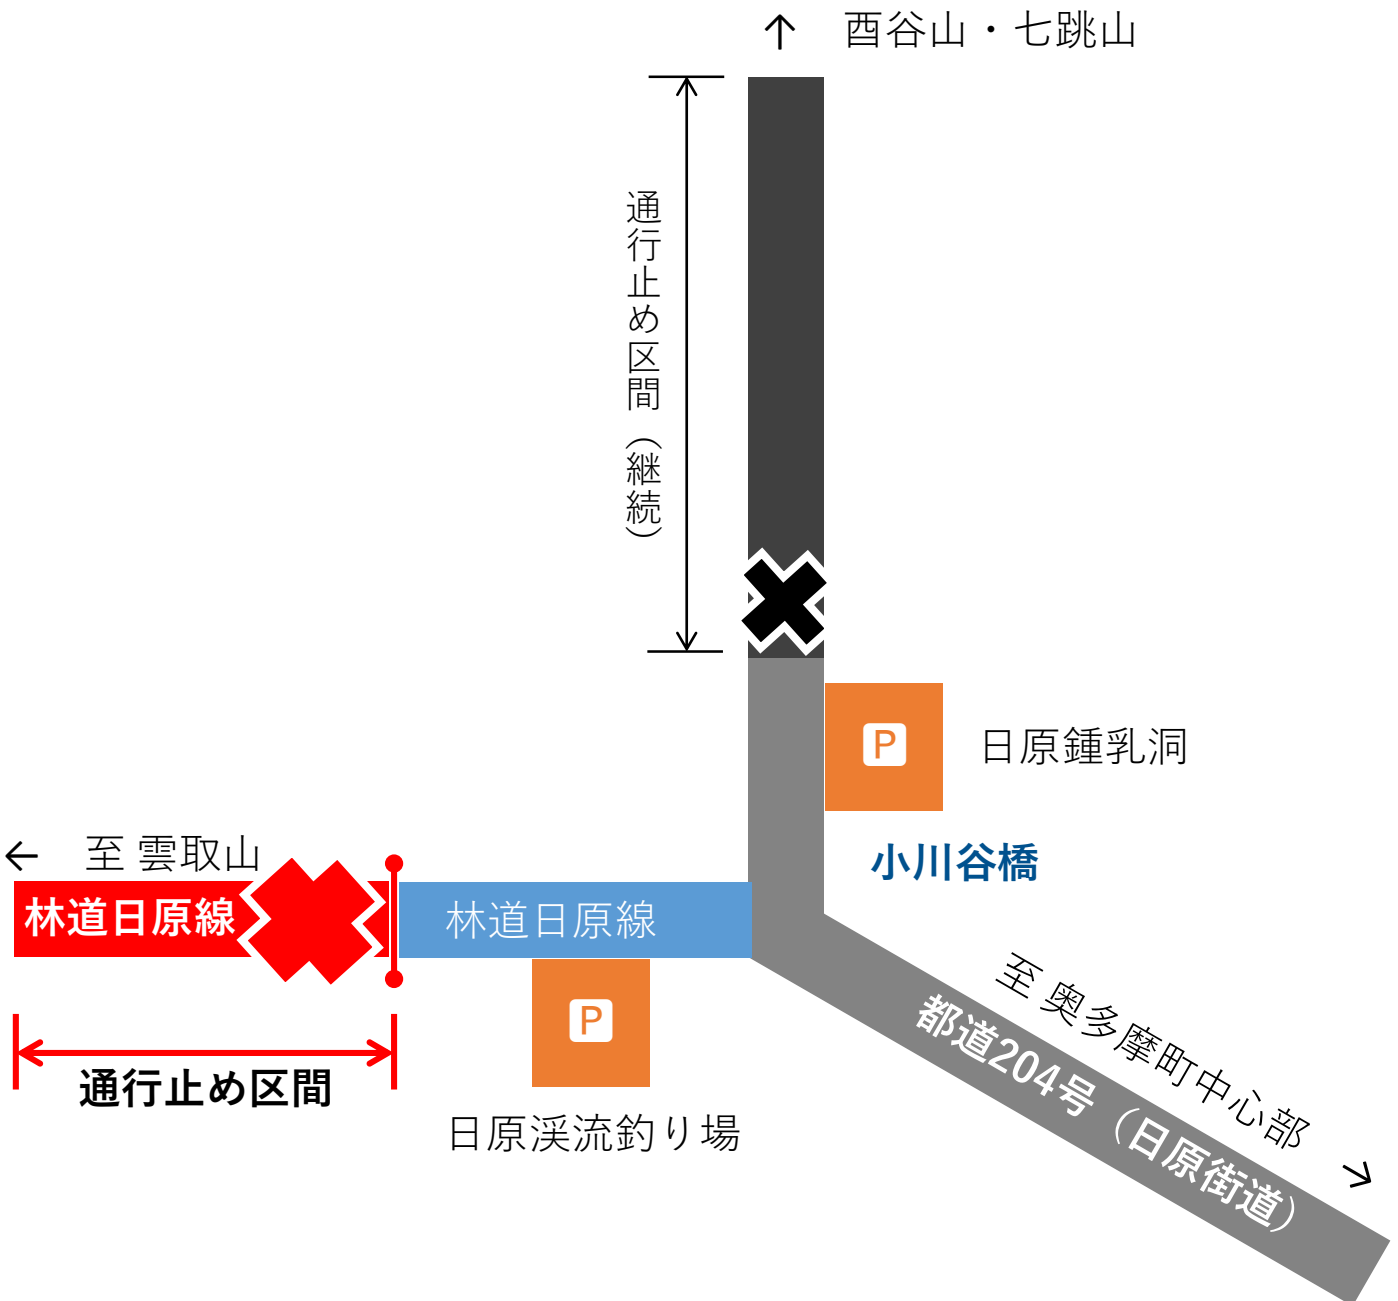 ↑ 酉谷山・七跳山
通行止め区間（継続）
P
日原鍾乳洞
小川谷橋
← 至 雲取山
林道日原線
林道日原線
P
通行止め区間
日原渓流釣り場
至 奥多摩町中心部 →
都道204号（日原街道）